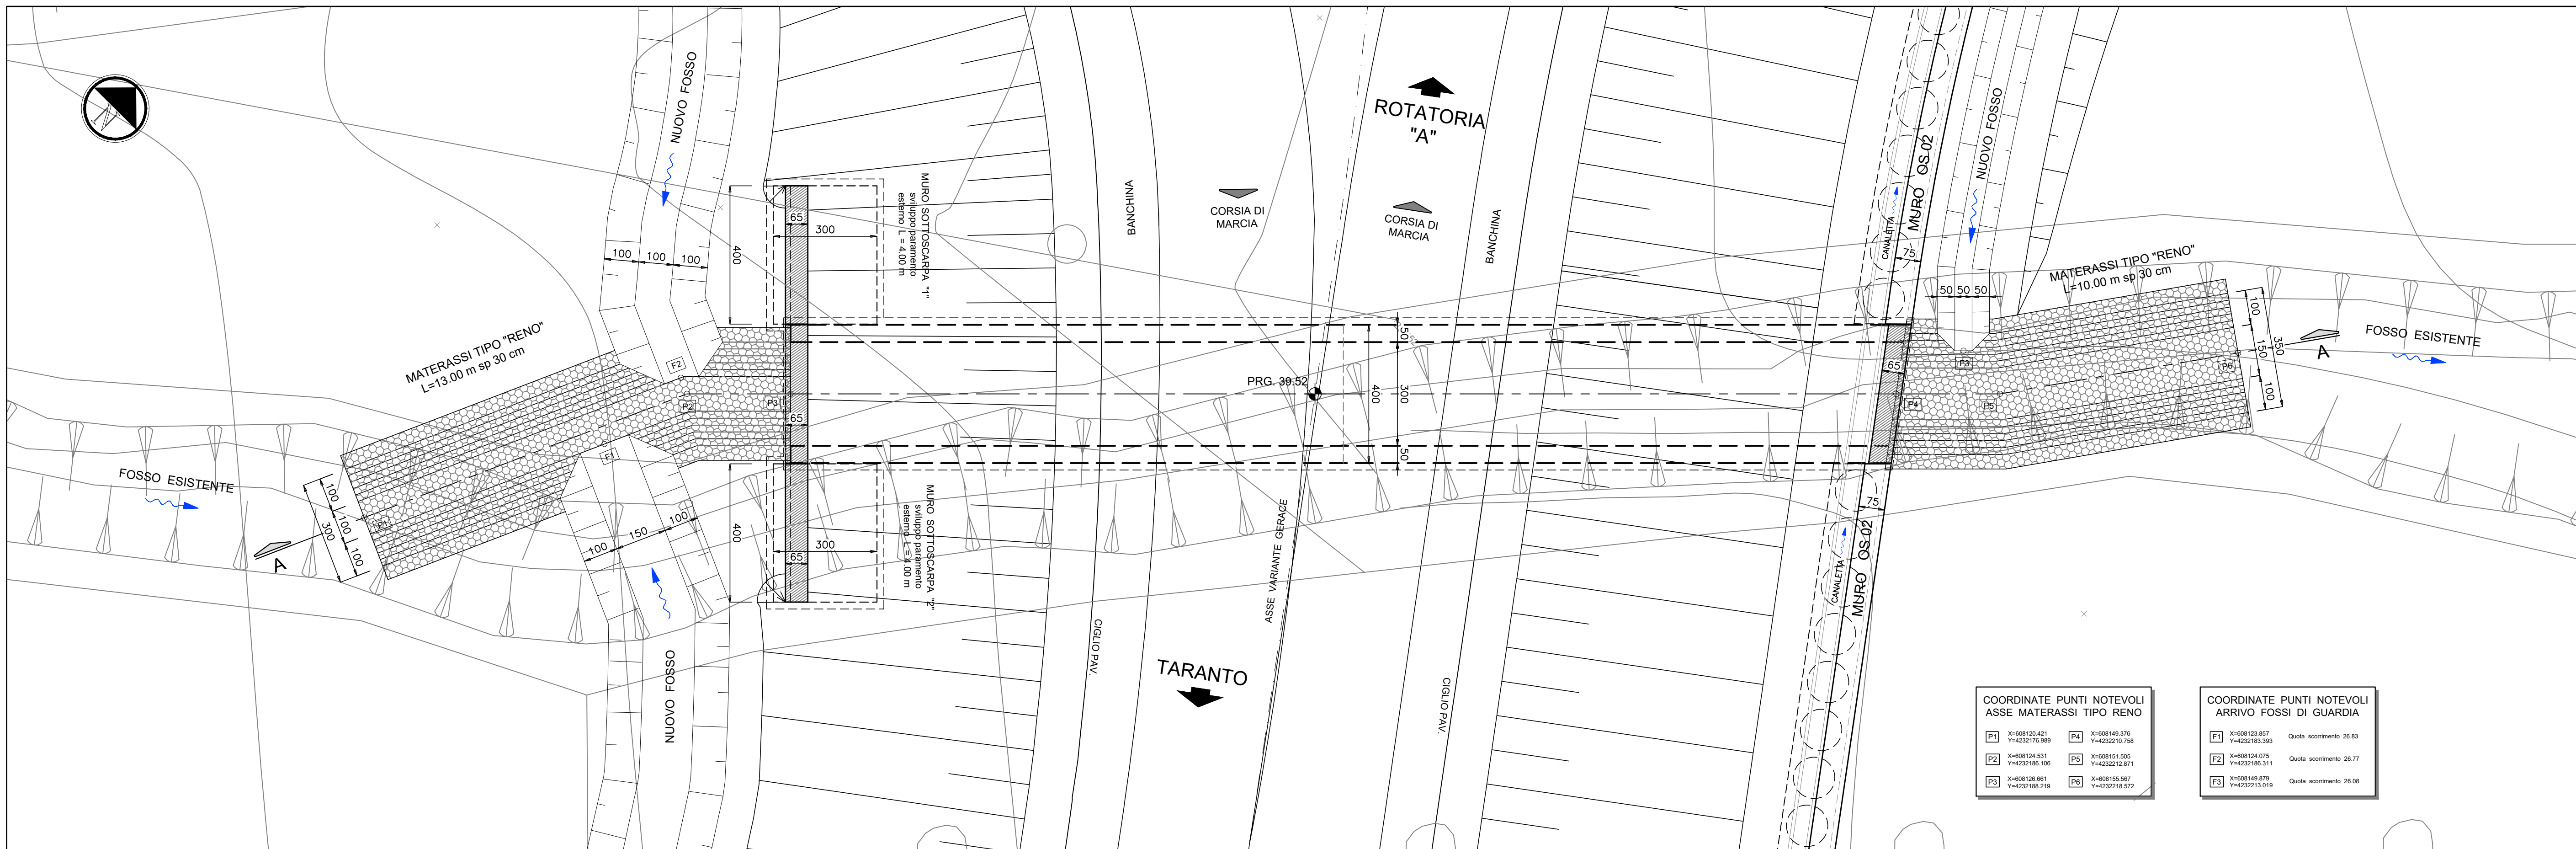 NUOVO FOSSO
ROTATORIA
"A"
MURO OS 02
NUOVO FOSSO
CANALETTA
MURO SOTTOSCARPA "1"
sviluppo paramento
esterno L = 4.00 m
BANCHINA
CORSIA DI
MARCIA
CORSIA DI
MARCIA
BANCHINA
65
300
400
100
100
100
75
50
50
50
MATERASSI TIPO "RENO"
L=10.00 m sp 30 cm
100
150
100
350
FOSSO ESISTENTE
A
MATERASSI TIPO "RENO"
L=13.00 m sp 30 cm
F2
P2
P3
65
PRG. 39.52
50
300
400
50
65
F3
P4
P5
P6
F1
P1
FOSSO ESISTENTE
100
100
100
300
A
100
150
100
400
65
300
MURO SOTTOSCARPA "2"
sviluppo paramento
esterno L = 4.00 m
ASSE VARIANTE GERACE
75
CANALETTA
MURO OS 02
NUOVO FOSSO
CIGLIO PAV.
TARANTO
CIGLIO PAV.
COORDINATE PUNTI NOTEVOLI
ASSE MATERASSI TIPO RENO
P1 X=608120.421
Y=4232176.989
P4 X=608149.376
Y=4232210.758
P2 X=608124.531
Y=4232186.106
P5 X=608151.505
Y=4232212.871
P3 X=608126.661
Y=4232188.219
P6 X=608155.567
Y=4232218.572
COORDINATE PUNTI NOTEVOLI
ARRIVO FOSSI DI GUARDIA
F1 X=608123.857
Y=4232183.393
Quota scorrimento 26.83
F2 X=608124.075
Y=4232186.311
Quota scorrimento 26.77
F3 X=608149.879
Y=4232213.019
Quota scorrimento 26.08